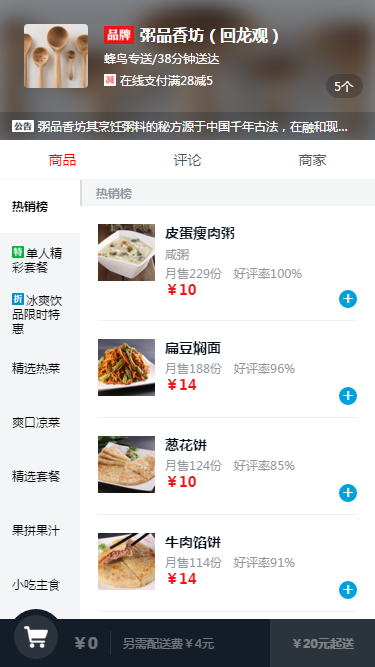 品牌 粥品香坊（回龙观）
蜂鸟专送/38分钟送达
减 在线支付满28减5
5个
公告 粥品香坊其烹饪粥料的秘方源于中国千年古法，在融和现...
商品 评论 商家
热销榜
特 单人精
彩套餐
折 冰爽饮
品限时特
惠
精选热菜
爽口凉菜
精选套餐
果拼果汁
小吃主食
热销榜
皮蛋瘦肉粥
咸粥
月售229份 好评率100%
￥10
扁豆焖面
月售188份 好评率96%
￥14
葱花饼
月售124份 好评率85%
￥10
牛肉馅饼
月售114份 好评率91%
￥14
￥0 另需配送费￥4元 ￥20元起送